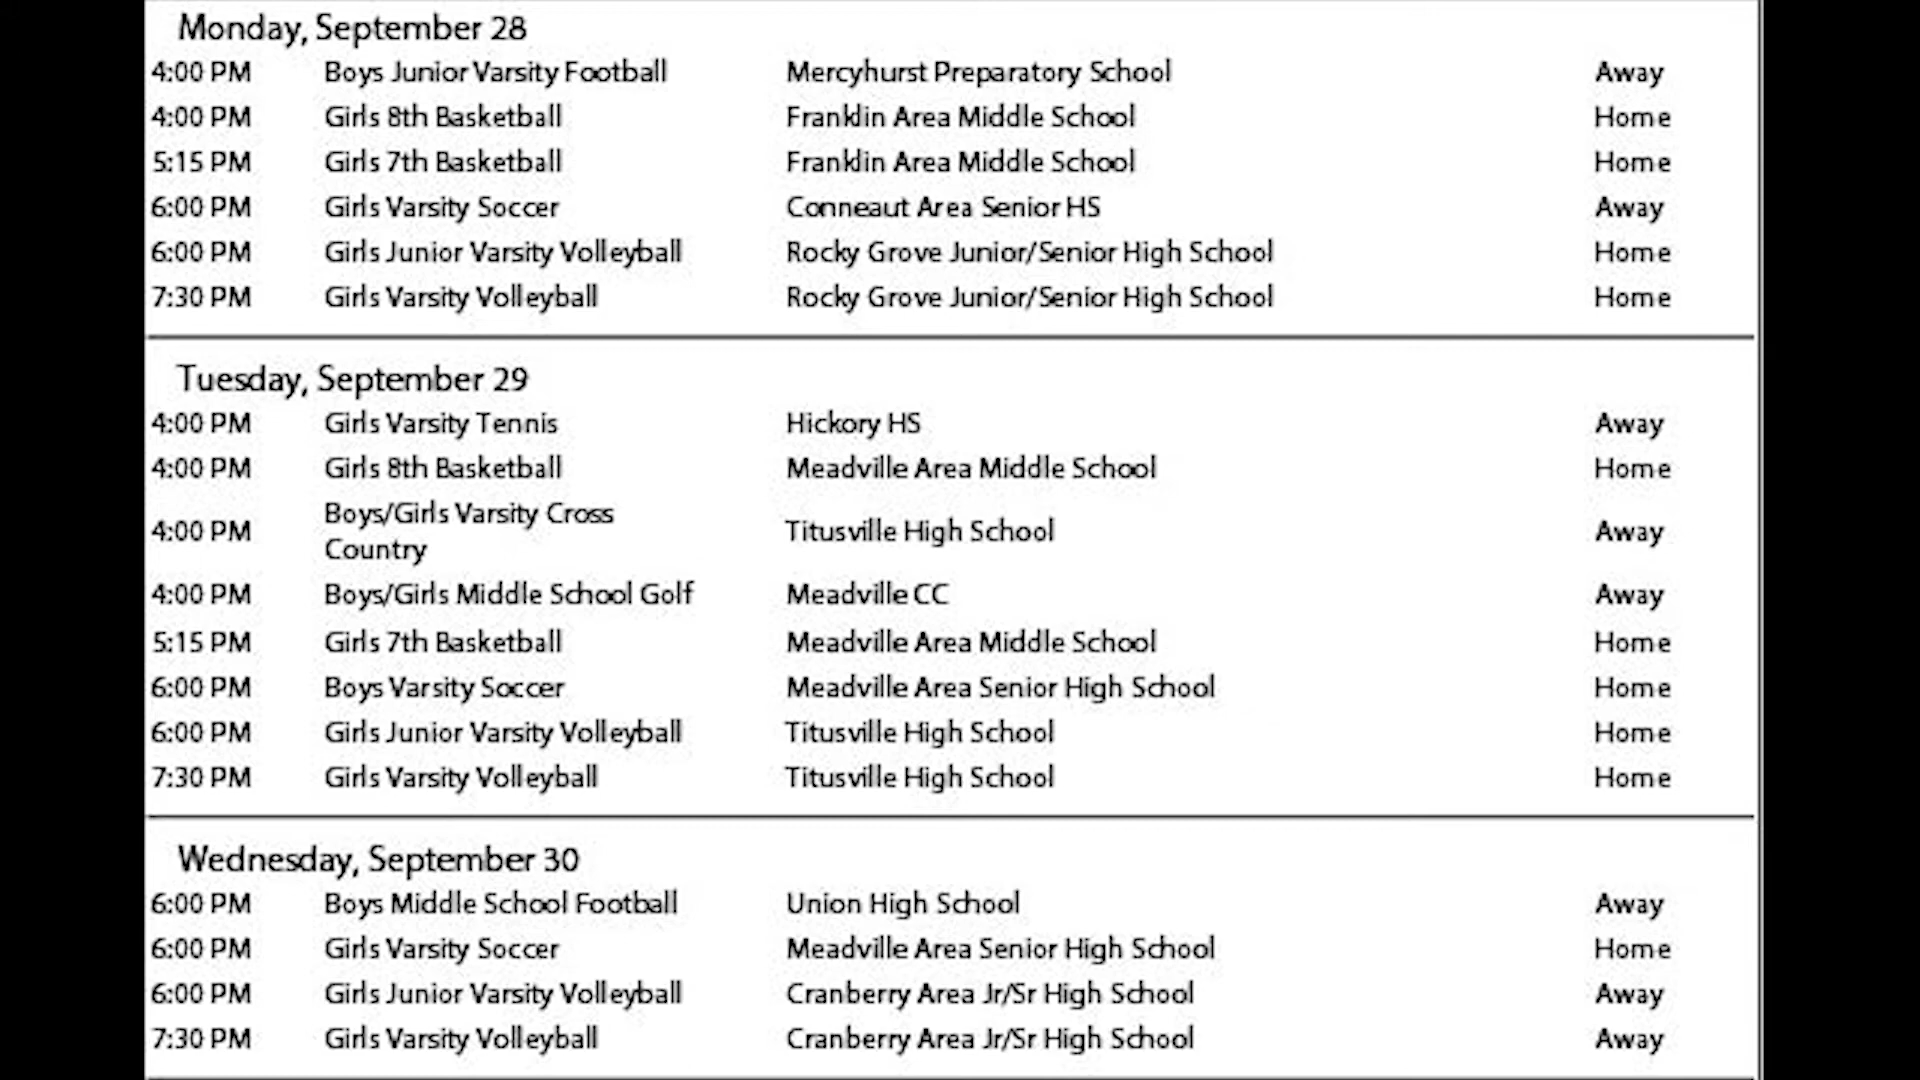 Monday, September 28
4:00 PM Boys Junior Varsity Football Mercyhurst Preparatory School Away
4:00 PM Girls 8th Basketball Franklin Area Middle School Home
5:15 PM Girls 7th Basketball Franklin Area Middle School Home
6:00 PM Girls Varsity Soccer Conneaut Area Senior HS Away
6:00 PM Girls Junior Varsity Volleyball Rocky Grove Junior/Senior High School Home
7:30 PM Girls Varsity Volleyball Rocky Grove Junior/Senior High School Home
Tuesday, September 29
4:00 PM Girls Varsity Tennis Hickory HS Away
4:00 PM Girls 8th Basketball Meadville Area Middle School Home
4:00 PM Boys/Girls Varsity Cross
Country Titusville High School Away
4:00 PM Boys/Girls Middle School Golf Meadville CC Away
5:15 PM Girls 7th Basketball Meadville Area Middle School Home
6:00 PM Boys Varsity Soccer Meadville Area Senior High School Home
6:00 PM Girls Junior Varsity Volleyball Titusville High School Home
7:30 PM Girls Varsity Volleyball Titusville High School Home
Wednesday, September 30
6:00 PM Boys Middle School Football Union High School Away
6:00 PM Girls Varsity Soccer Meadville Area Senior High School Home
6:00 PM Girls Junior Varsity Volleyball Cranberry Area Jr/Sr High School Away
7:30 PM Girls Varsity Volleyball Cranberry Area Jr/Sr High School Away